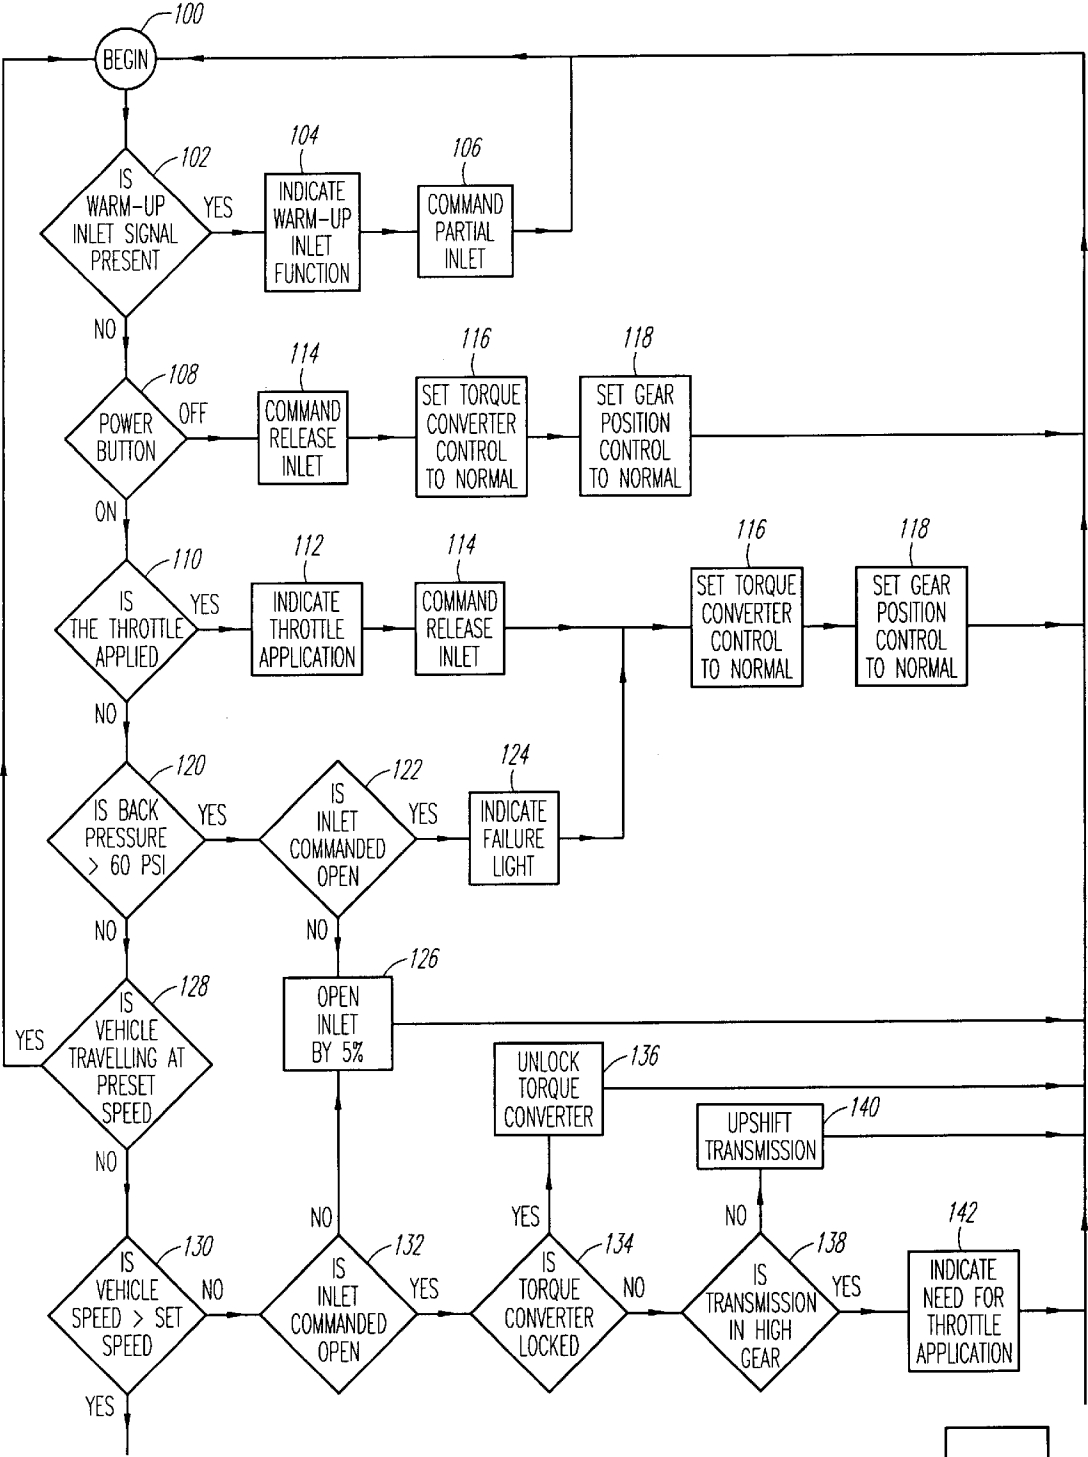 100
BEGIN
102
IS
WARM-UP
INLET SIGNAL
PRESENT
YES
104
INDICATE
WARM-UP
INLET
FUNCTION
106
COMMAND
PARTIAL
INLET
NO
108
POWER
BUTTON
OFF
114
COMMAND
RELEASE
INLET
116
SET TORQUE
CONVERTER
CONTROL
TO NORMAL
118
SET GEAR
POSITION
CONTROL
TO NORMAL
ON
110
IS
THE THROTTLE
APPLIED
YES
112
INDICATE
THROTTLE
APPLICATION
114
COMMAND
RELEASE
INLET
116
SET TORQUE
CONVERTER
CONTROL
TO NORMAL
118
SET GEAR
POSITION
CONTROL
TO NORMAL
NO
120
IS BACK
PRESSURE
> 60 PSI
YES
122
IS
INLET
COMMANDED
OPEN
YES
124
INDICATE
FAILURE
LIGHT
NO
NO
126
OPEN
INLET
BY 5%
128
IS
VEHICLE
TRAVELLING AT
PRESET
SPEED
YES
NO
130
IS
VEHICLE
SPEED > SET
SPEED
NO
132
IS
INLET
COMMANDED
OPEN
NO
YES
134
IS
TORQUE
CONVERTER
LOCKED
YES
136
UNLOCK
TORQUE
CONVERTER
NO
138
IS
TRANSMISSION
IN HIGH
GEAR
NO
140
UPSHIFT
TRANSMISSION
YES
142
INDICATE
NEED FOR
THROTTLE
APPLICATION
YES